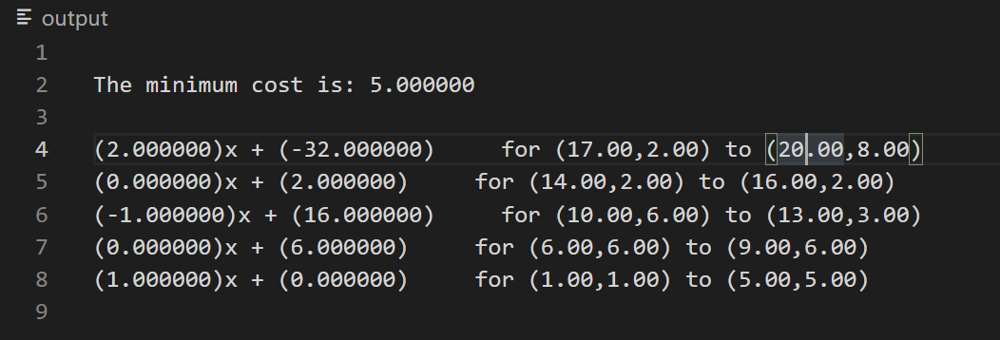 output
1
2 The minimum cost is: 5.000000
3
4 (2.000000)x + (-32.000000) for (17.00,2.00) to (20.00,8.00)
5 (0.000000)x + (2.000000) for (14.00,2.00) to (16.00,2.00)
6 (-1.000000)x + (16.000000) for (10.00,6.00) to (13.00,3.00)
7 (0.000000)x + (6.000000) for (6.00,6.00) to (9.00,6.00)
8 (1.000000)x + (0.000000) for (1.00,1.00) to (5.00,5.00)
9